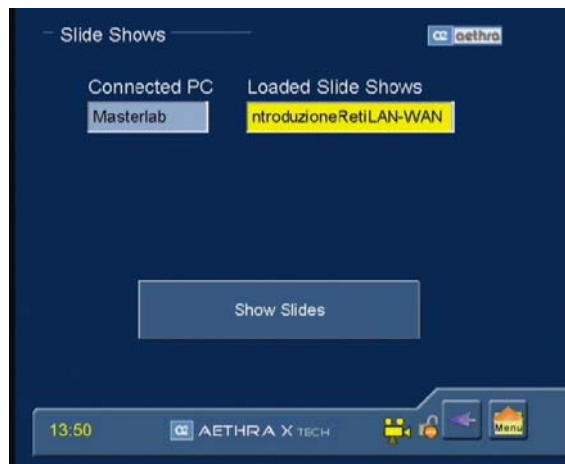 Slide Shows
aethra
Connected PC Loaded Slide Shows
Masterlab ntroduzioneRetiLAN-WAN
Show Slides
13:50 AETHRA X TECH Menu